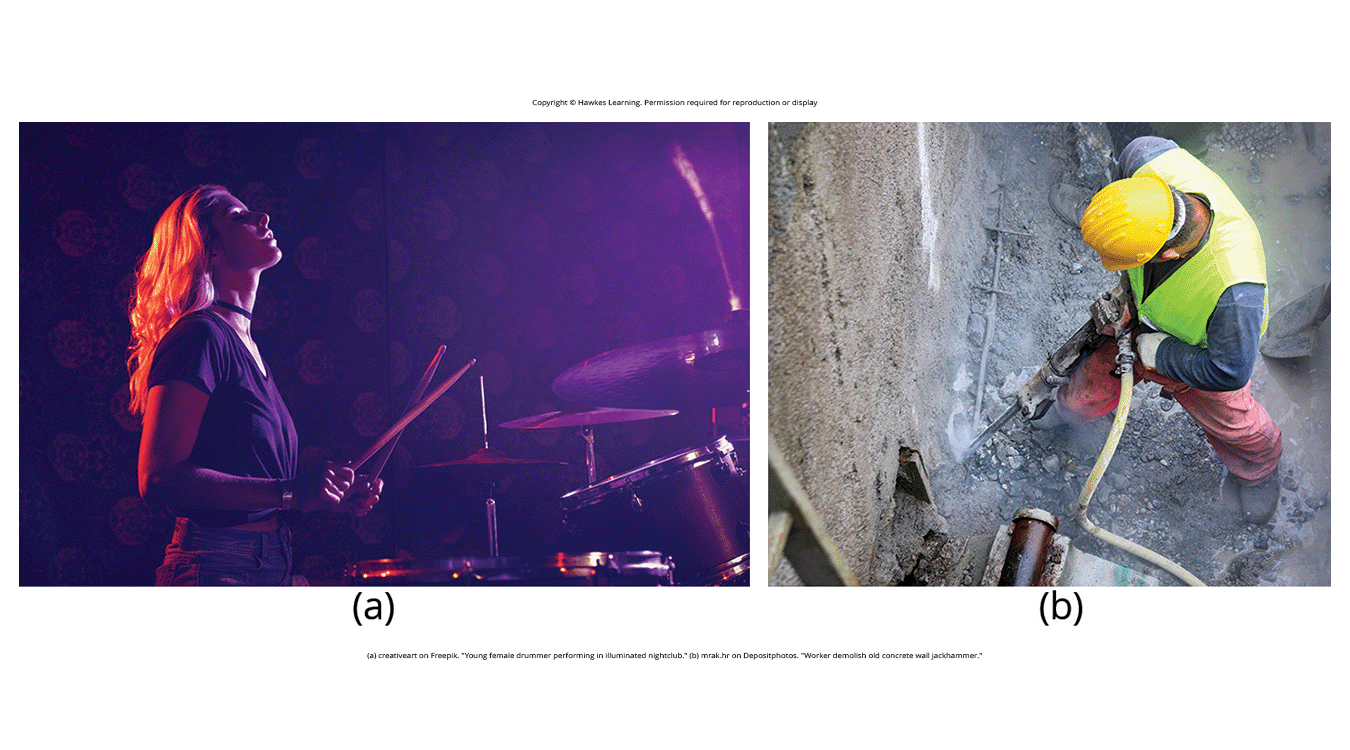 Copyright © Hawkes Learning. Permission required for reproduction or display
(a)
(b)
(a) creativeart on Freepik. "Young female drummer performing in illuminated nightclub." (b) mrak.hr on Depositphotos. "Worker demolish old concrete wall jackhammer."